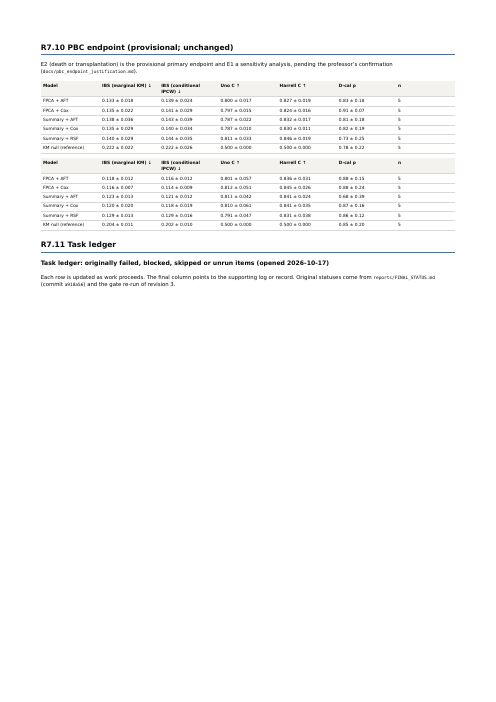 R7.10 PBC endpoint (provisional; unchanged)
E2 (death or transplantation) is the provisional primary endpoint and E1 a sensitivity analysis, pending the professor's confirmation
(docs/pbc_endpoint_justification.md).
Model IBS (marginal KM) ↓ IBS (conditional IPCW) ↓ Uno C ↑ Harrell C ↑ D-cal p n
FPCA + AFT 0.133 ± 0.018 0.139 ± 0.024 0.800 ± 0.017 0.827 ± 0.019 0.83 ± 0.18 5
FPCA + Cox 0.135 ± 0.022 0.141 ± 0.029 0.797 ± 0.015 0.824 ± 0.016 0.91 ± 0.07 5
Summary + AFT 0.138 ± 0.036 0.143 ± 0.039 0.787 ± 0.022 0.832 ± 0.017 0.81 ± 0.18 5
Summary + Cox 0.135 ± 0.029 0.140 ± 0.034 0.787 ± 0.010 0.830 ± 0.011 0.82 ± 0.19 5
Summary + RSF 0.140 ± 0.029 0.144 ± 0.035 0.811 ± 0.033 0.846 ± 0.019 0.73 ± 0.25 5
KM null (reference) 0.222 ± 0.022 0.222 ± 0.026 0.500 ± 0.000 0.500 ± 0.000 0.78 ± 0.22 5
Model IBS (marginal KM) ↓ IBS (conditional IPCW) ↓ Uno C ↑ Harrell C ↑ D-cal p n
FPCA + AFT 0.118 ± 0.012 0.116 ± 0.012 0.801 ± 0.057 0.836 ± 0.031 0.88 ± 0.15 5
FPCA + Cox 0.116 ± 0.007 0.114 ± 0.009 0.812 ± 0.051 0.845 ± 0.026 0.88 ± 0.24 5
Summary + AFT 0.123 ± 0.013 0.121 ± 0.012 0.811 ± 0.042 0.841 ± 0.024 0.68 ± 0.39 5
Summary + Cox 0.120 ± 0.020 0.118 ± 0.019 0.810 ± 0.061 0.841 ± 0.035 0.87 ± 0.16 5
Summary + RSF 0.129 ± 0.013 0.129 ± 0.016 0.791 ± 0.047 0.831 ± 0.038 0.86 ± 0.12 5
KM null (reference) 0.204 ± 0.011 0.202 ± 0.010 0.500 ± 0.000 0.500 ± 0.000 0.85 ± 0.20 5
R7.11 Task ledger
Task ledger: originally failed, blocked, skipped or unrun items (opened 2026-10-17)
Each row is updated as work proceeds. The final column points to the supporting log or record. Original statuses come from reports/FINAL_STATUS.md
(commit and the gate re-run of revision 3.